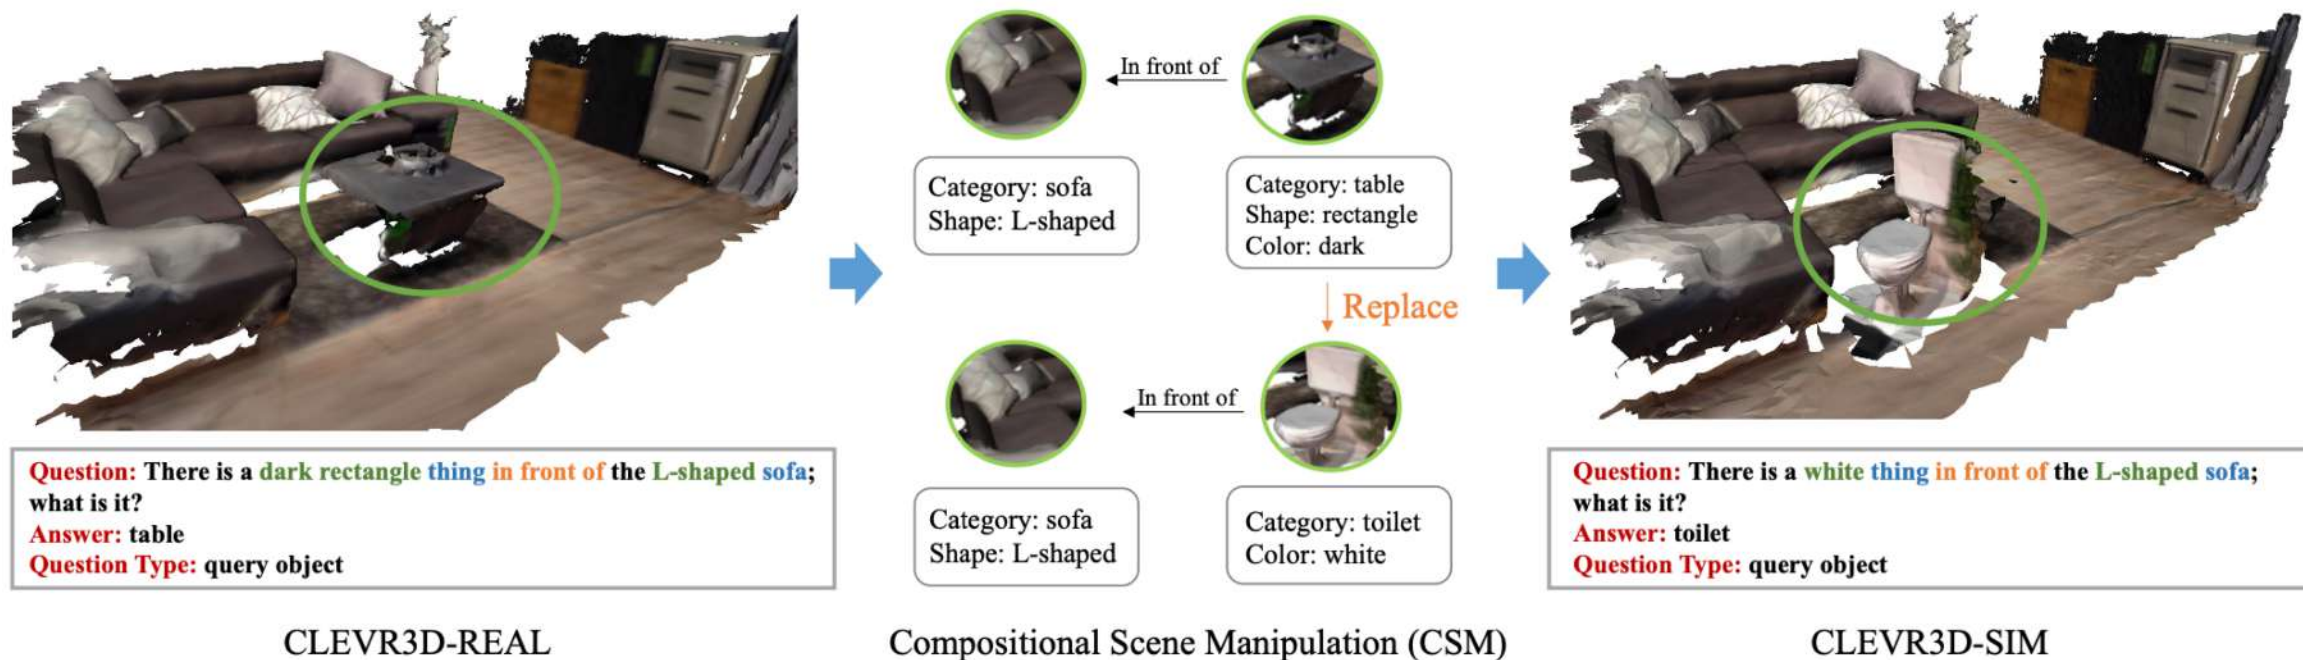 In front of
Category: sofa
Shape: L-shaped
Category: table
Shape: rectangle
Color: dark
Replace
In front of
Category: sofa
Shape: L-shaped
Category: toilet
Color: white
Question: There is a dark rectangle thing in front of the L-shaped sofa;
what is it?
Answer: table
Question Type: query object
Question: There is a white thing in front of the L-shaped sofa;
what is it?
Answer: toilet
Question Type: query object
CLEVR3D-REAL
Compositional Scene Manipulation (CSM)
CLEVR3D-SIM